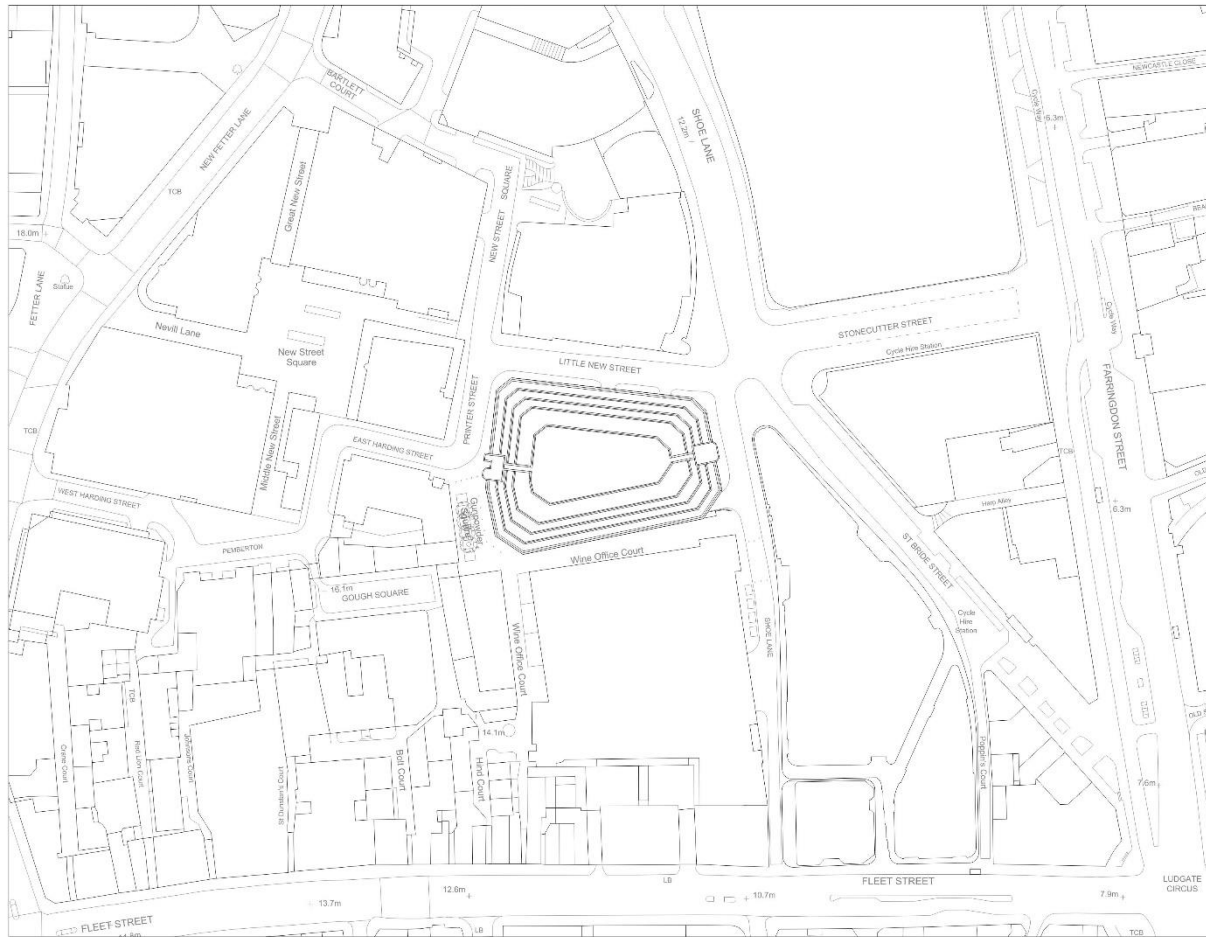 NEWCASTLE CLOSE
BARTLETT
COURT
Cycle Way
6.3m
SHOE LANE
12.2m
NEW FETTER LANE
TCB
Great New Street
NEW STREET
SQUARE
18.0m
Statue
FETTER LANE
Nevill Lane
New Street
Square
STONECUTTER STREET
Cycle Hire Station
Cycle Way
LITTLE NEW STREET
PRINTER STREET
FARRINGDON STREET
TCB
Middle New Street
EAST HARDING STREET
TCB
WEST HARDING STREET
Gunpowder
Square
Hero Alley
6.3m
PEMBERTON
Wine Office Court
ST BRIDE STREET
16.1m
GOUGH SQUARE
Cycle
Hire
Station
SHOE LANE
Wine Office Court
TCB
14.1m
Crane Court
Red Lion Court
Johnsons Court
St Dunstan's Court
Bolt Court
Hind Court
Poppin's Court
7.6m
LB
FLEET STREET
LUDGATE
CIRCUS
12.6m
10.7m
7.9m
13.7m
FLEET STREET
LB
TCB